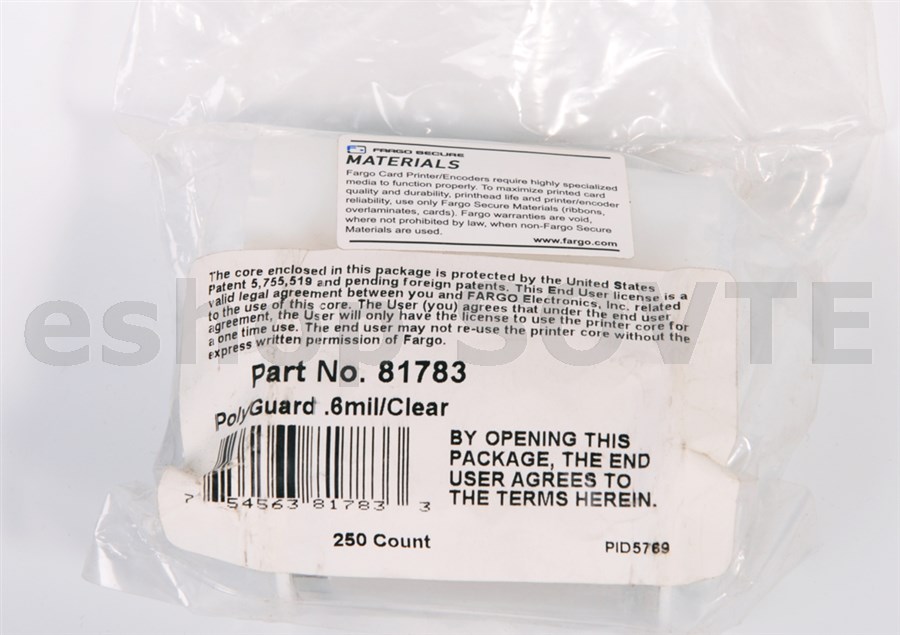 FARGO SECURE
MATERIALS
Fargo Card Printer/Encoders require highly specialized
media to function properly. To maximize printed card
quality and durability, printhead life and printer/encoder
reliability, use only Fargo Secure Materials (ribbons,
overlaminates, cards). Fargo warranties are void,
where not prohibited by law, when non-Fargo Secure
Materials are used.
www.fargo.com
The core enclosed in this package is protected by the United States
Patent 5,755,519 and pending foreign patents. This End User license is a
valid legal agreement between you and FARGO Electronics, Inc. related
to the use of this core. The User (you) agrees that under the end user
agreement, the User will only have the license to use the printer core for
a one time use. The end user may not re-use the printer core without the
express written permission of Fargo.
eshop SOVTE
Part No. 81783
PolyGuard .6mil/Clear
BY OPENING THIS
PACKAGE, THE END
USER AGREES TO
THE TERMS HEREIN.
7 54563 81783 3
250 Count
PID5769